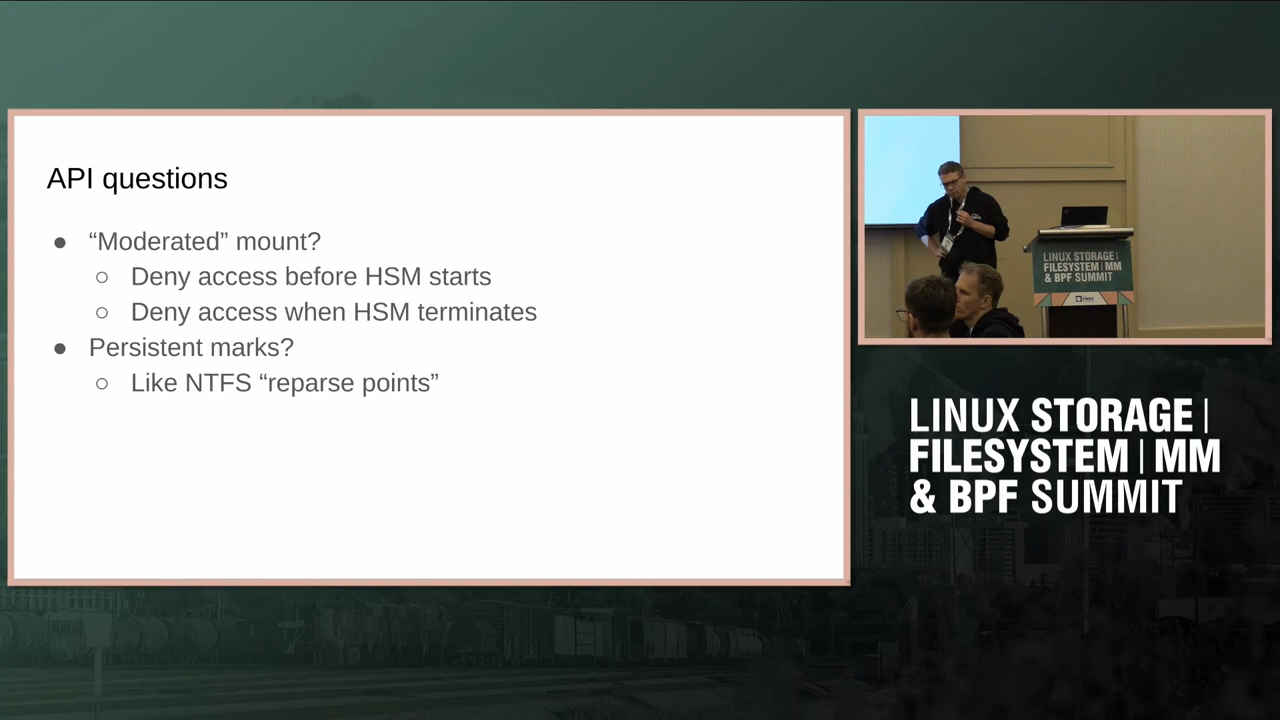 API questions
● “Moderated” mount?
○ Deny access before HSM starts
○ Deny access when HSM terminates
● Persistent marks?
○ Like NTFS “reparse points”
LINUX STORAGE |
FILESYSTEM | MM
& BPF SUMMIT
LINUX STORAGE |
FILESYSTEM | MM
& BPF SUMMIT